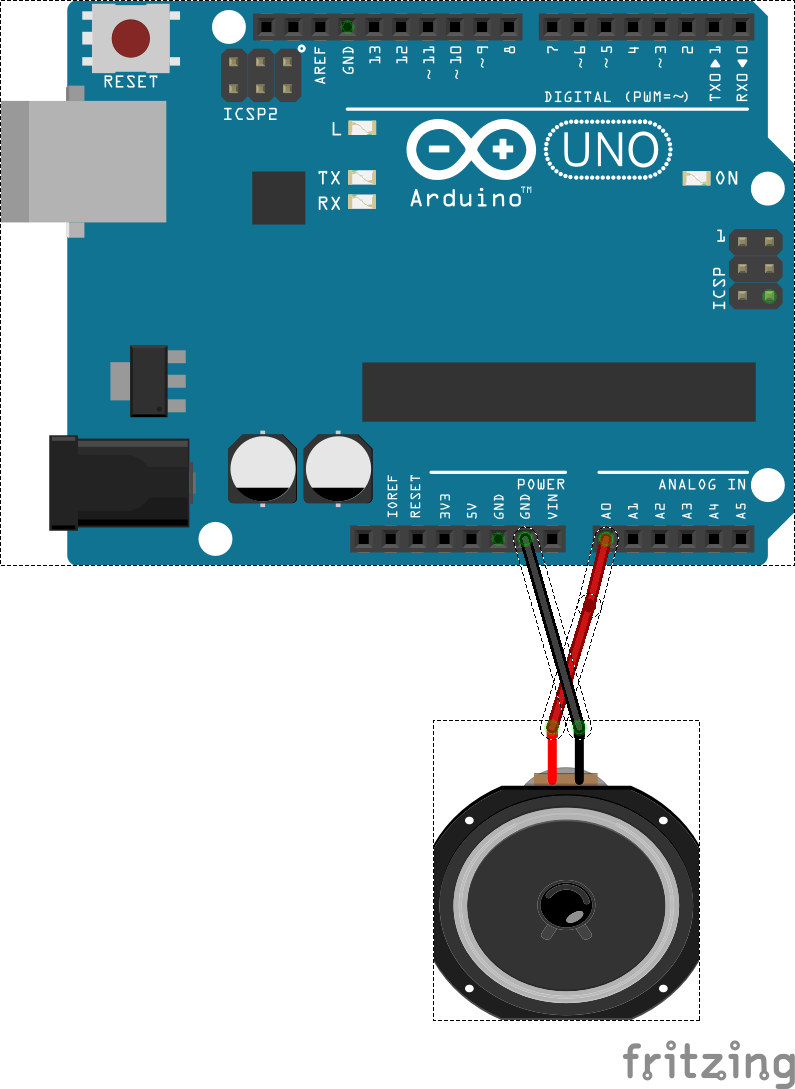 RESET
ICSP2
AREF
GND
13
12
~11
~10
~9
8
7
~6
~5
4
~3
2
TX0▶1
RX0◀0
DIGITAL (PWM=~)
L
TX
RX
Arduino™
UNO
ON
1
ICSP
POWER
ANALOG IN
IOREF
RESET
3V3
5V
GND
GND
VIN
A0
A1
A2
A3
A4
A5
fritzing